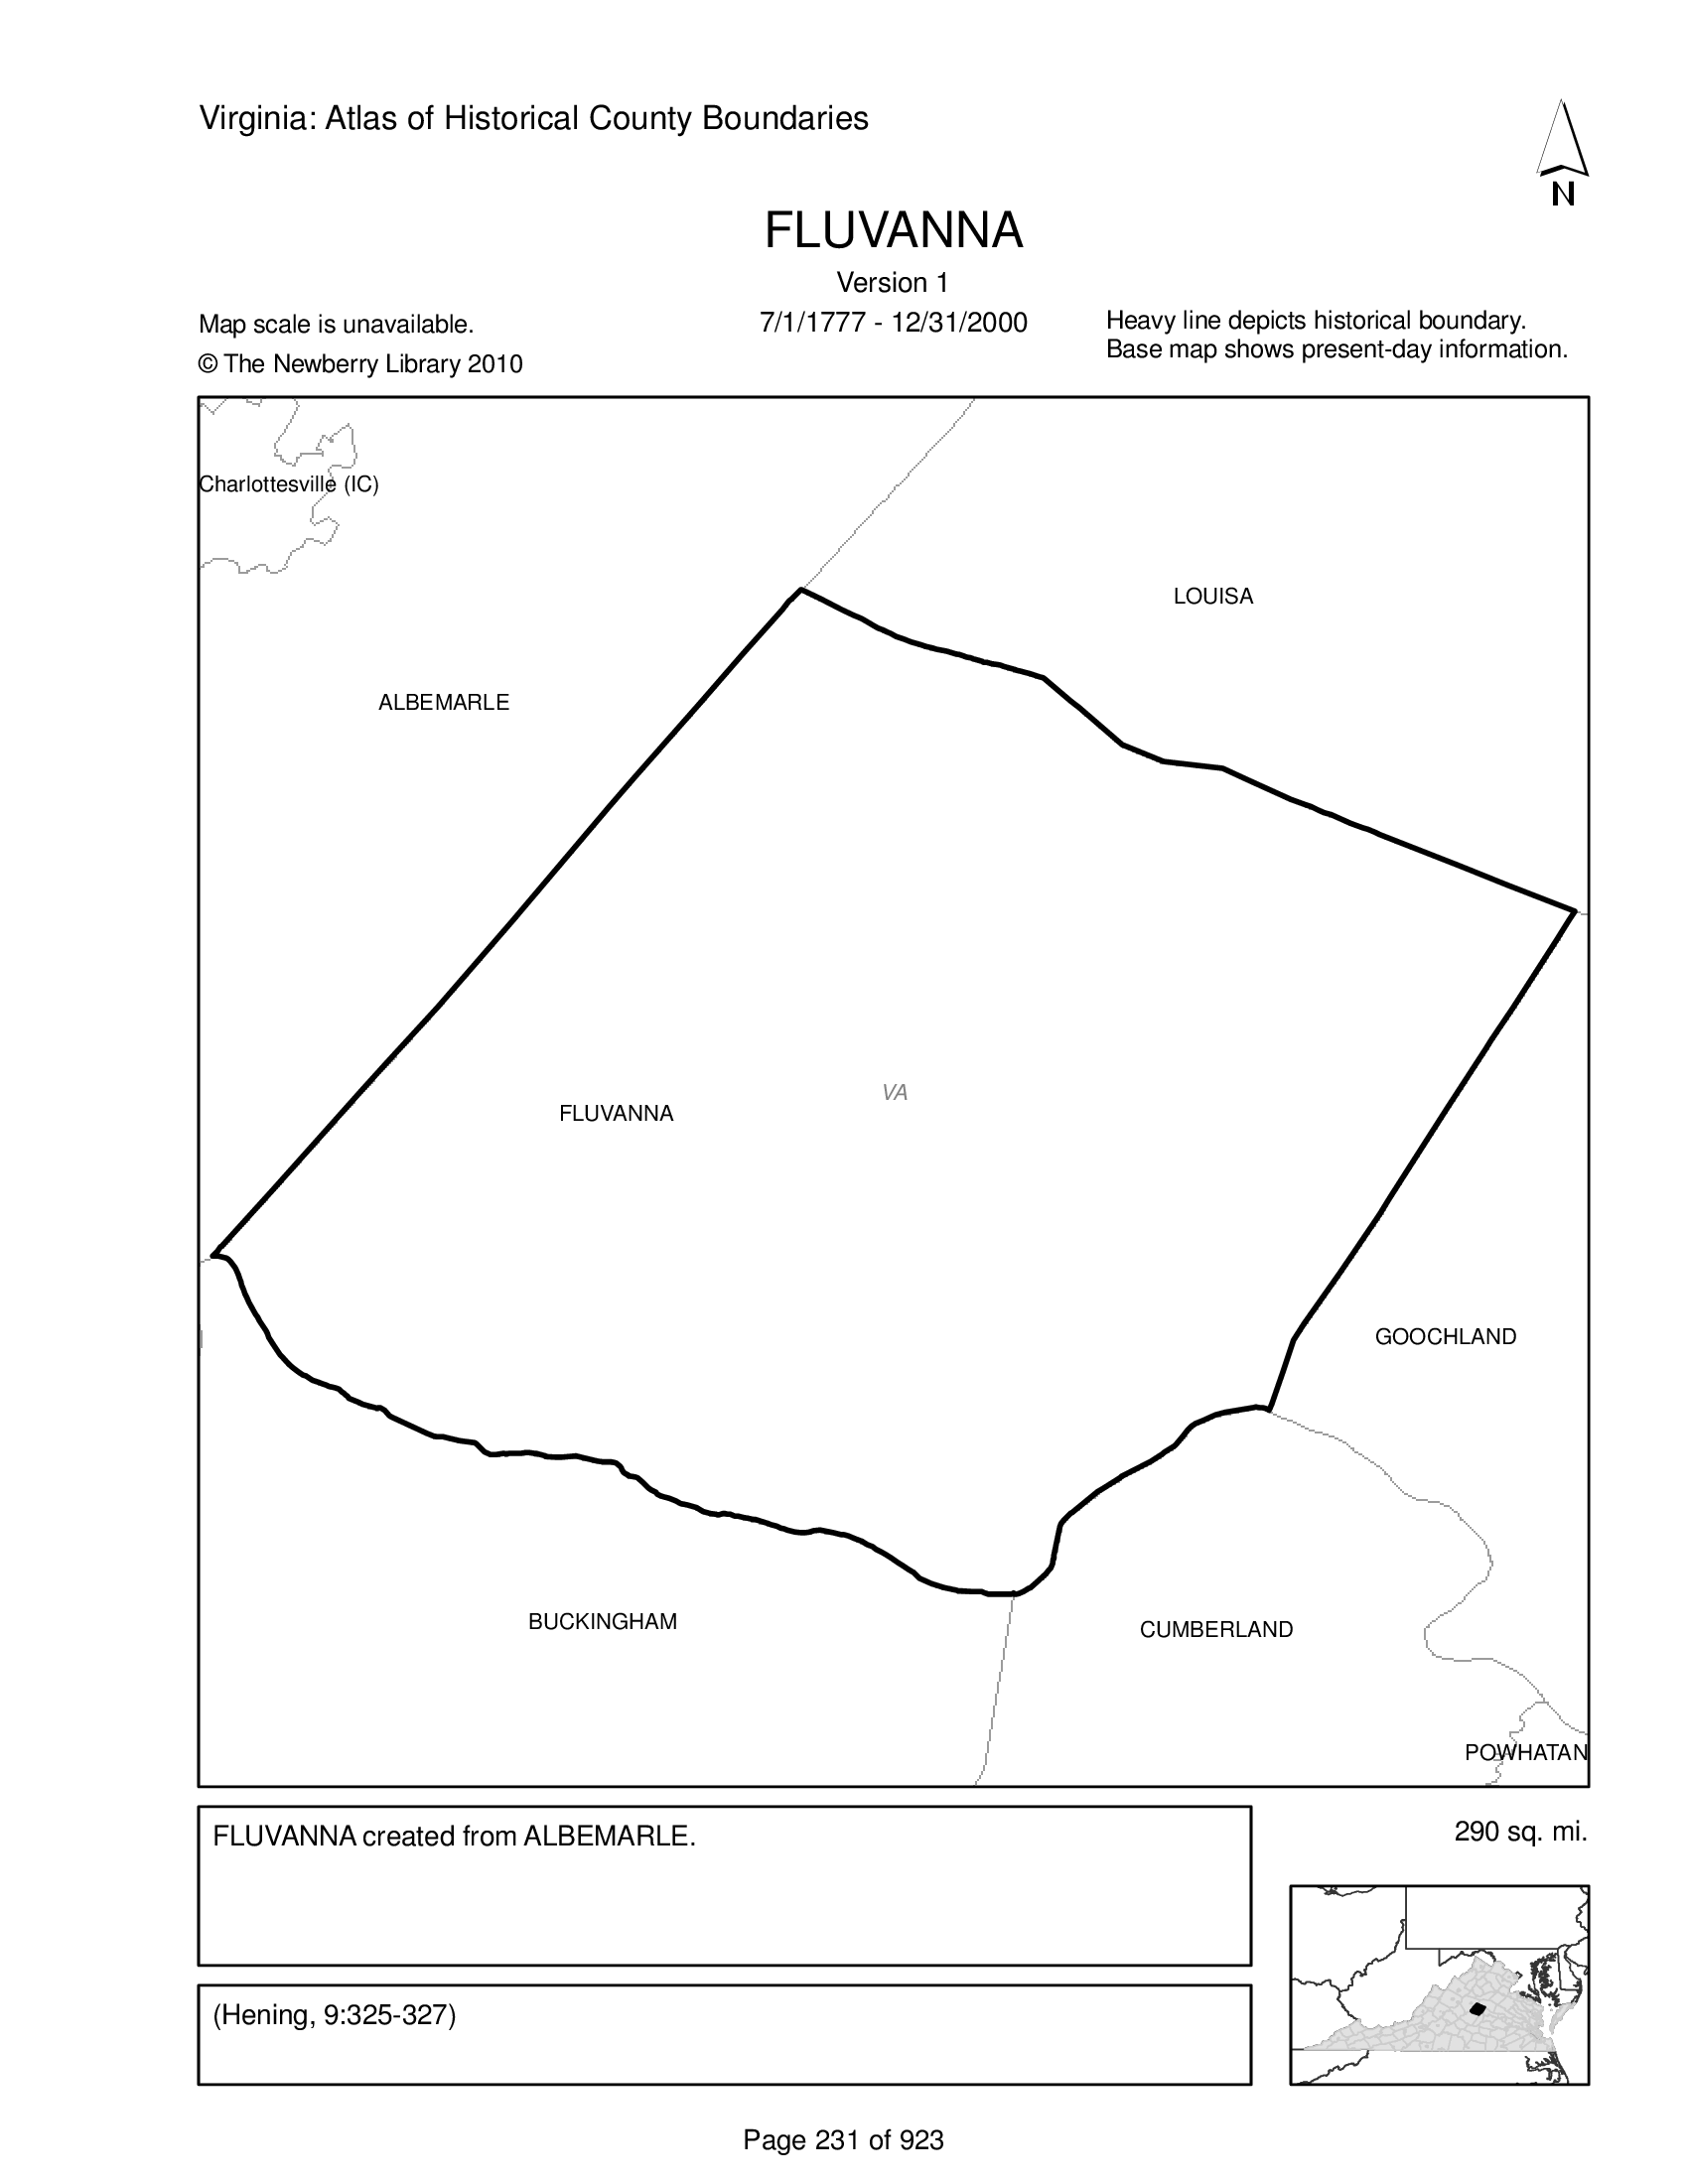 Virginia: Atlas of Historical County Boundaries
N
FLUVANNA
Version 1
7/1/1777 - 12/31/2000
Map scale is unavailable.
© The Newberry Library 2010
Heavy line depicts historical boundary.
Base map shows present-day information.
Charlottesville (IC)
LOUISA
ALBEMARLE
VA
FLUVANNA
GOOCHLAND
BUCKINGHAM
CUMBERLAND
POWHATAN
FLUVANNA created from ALBEMARLE.
290 sq. mi.
(Hening, 9:325-327)
Page 231 of 923